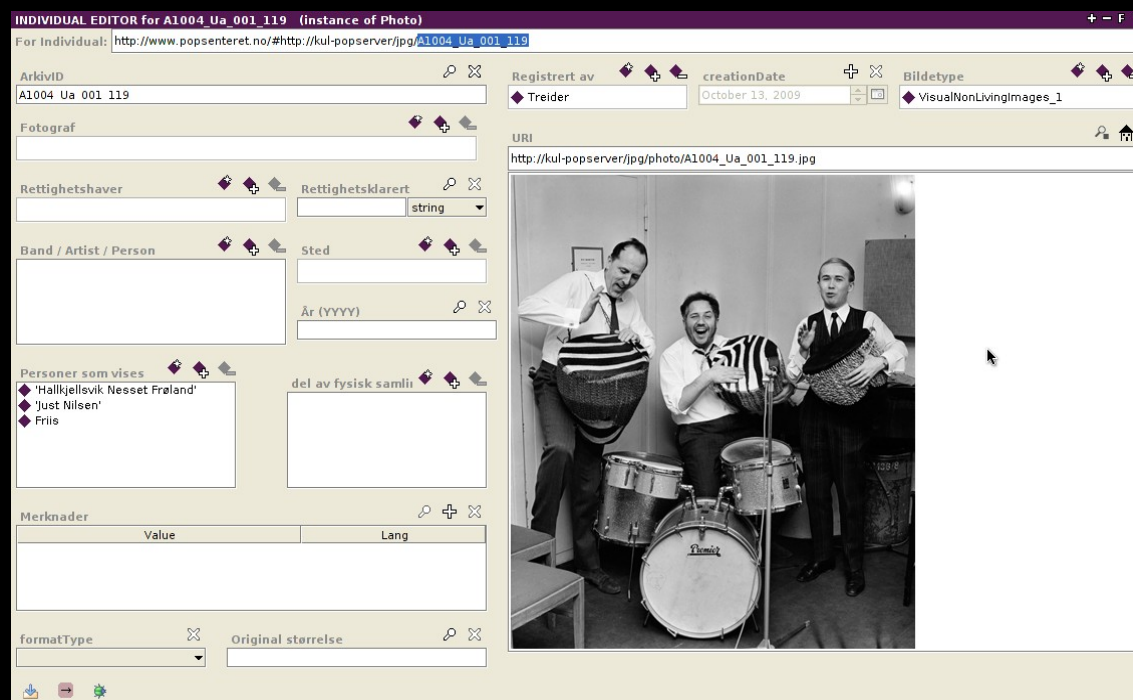 INDIVIDUAL EDITOR for A1004_Ua_001_119 (instance of Photo)
For Individual: http://www.popsenteret.no/#http://kul-popserver/jpg/A1004_Ua_001_119
ArkivID
A1004_Ua_001_119
Fotograf
Rettighetshaver
Rettighetsklarert
string
Band / Artist / Person
Sted
År (YYYY)
Personer som vises
'Hallkjellsvik Nesset Frøland'
'Just Nilsen'
Friis
del av fysisk samli
Merknader
Value Lang
formatType
Original størrelse
Registrert av
Treider
creationDate
October 13, 2009
Bildetype
VisualNonLivingImages_1
URI
http://kul-popserver/jpg/photo/A1004_Ua_001_119.jpg
Premier